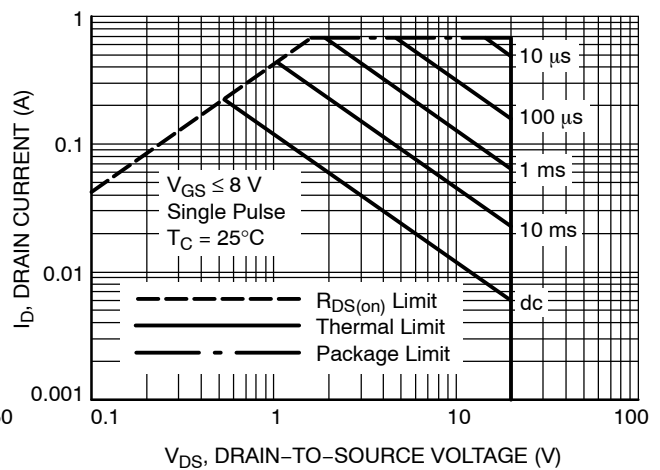 1
0.1
0.01
0.001
I_D, DRAIN CURRENT (A)
10 μs
100 μs
1 ms
10 ms
dc
V_GS ≤ 8 V
Single Pulse
T_C = 25°C
R_DS(on) Limit
Thermal Limit
Package Limit
0.1 1 10 100
V_DS, DRAIN−TO−SOURCE VOLTAGE (V)